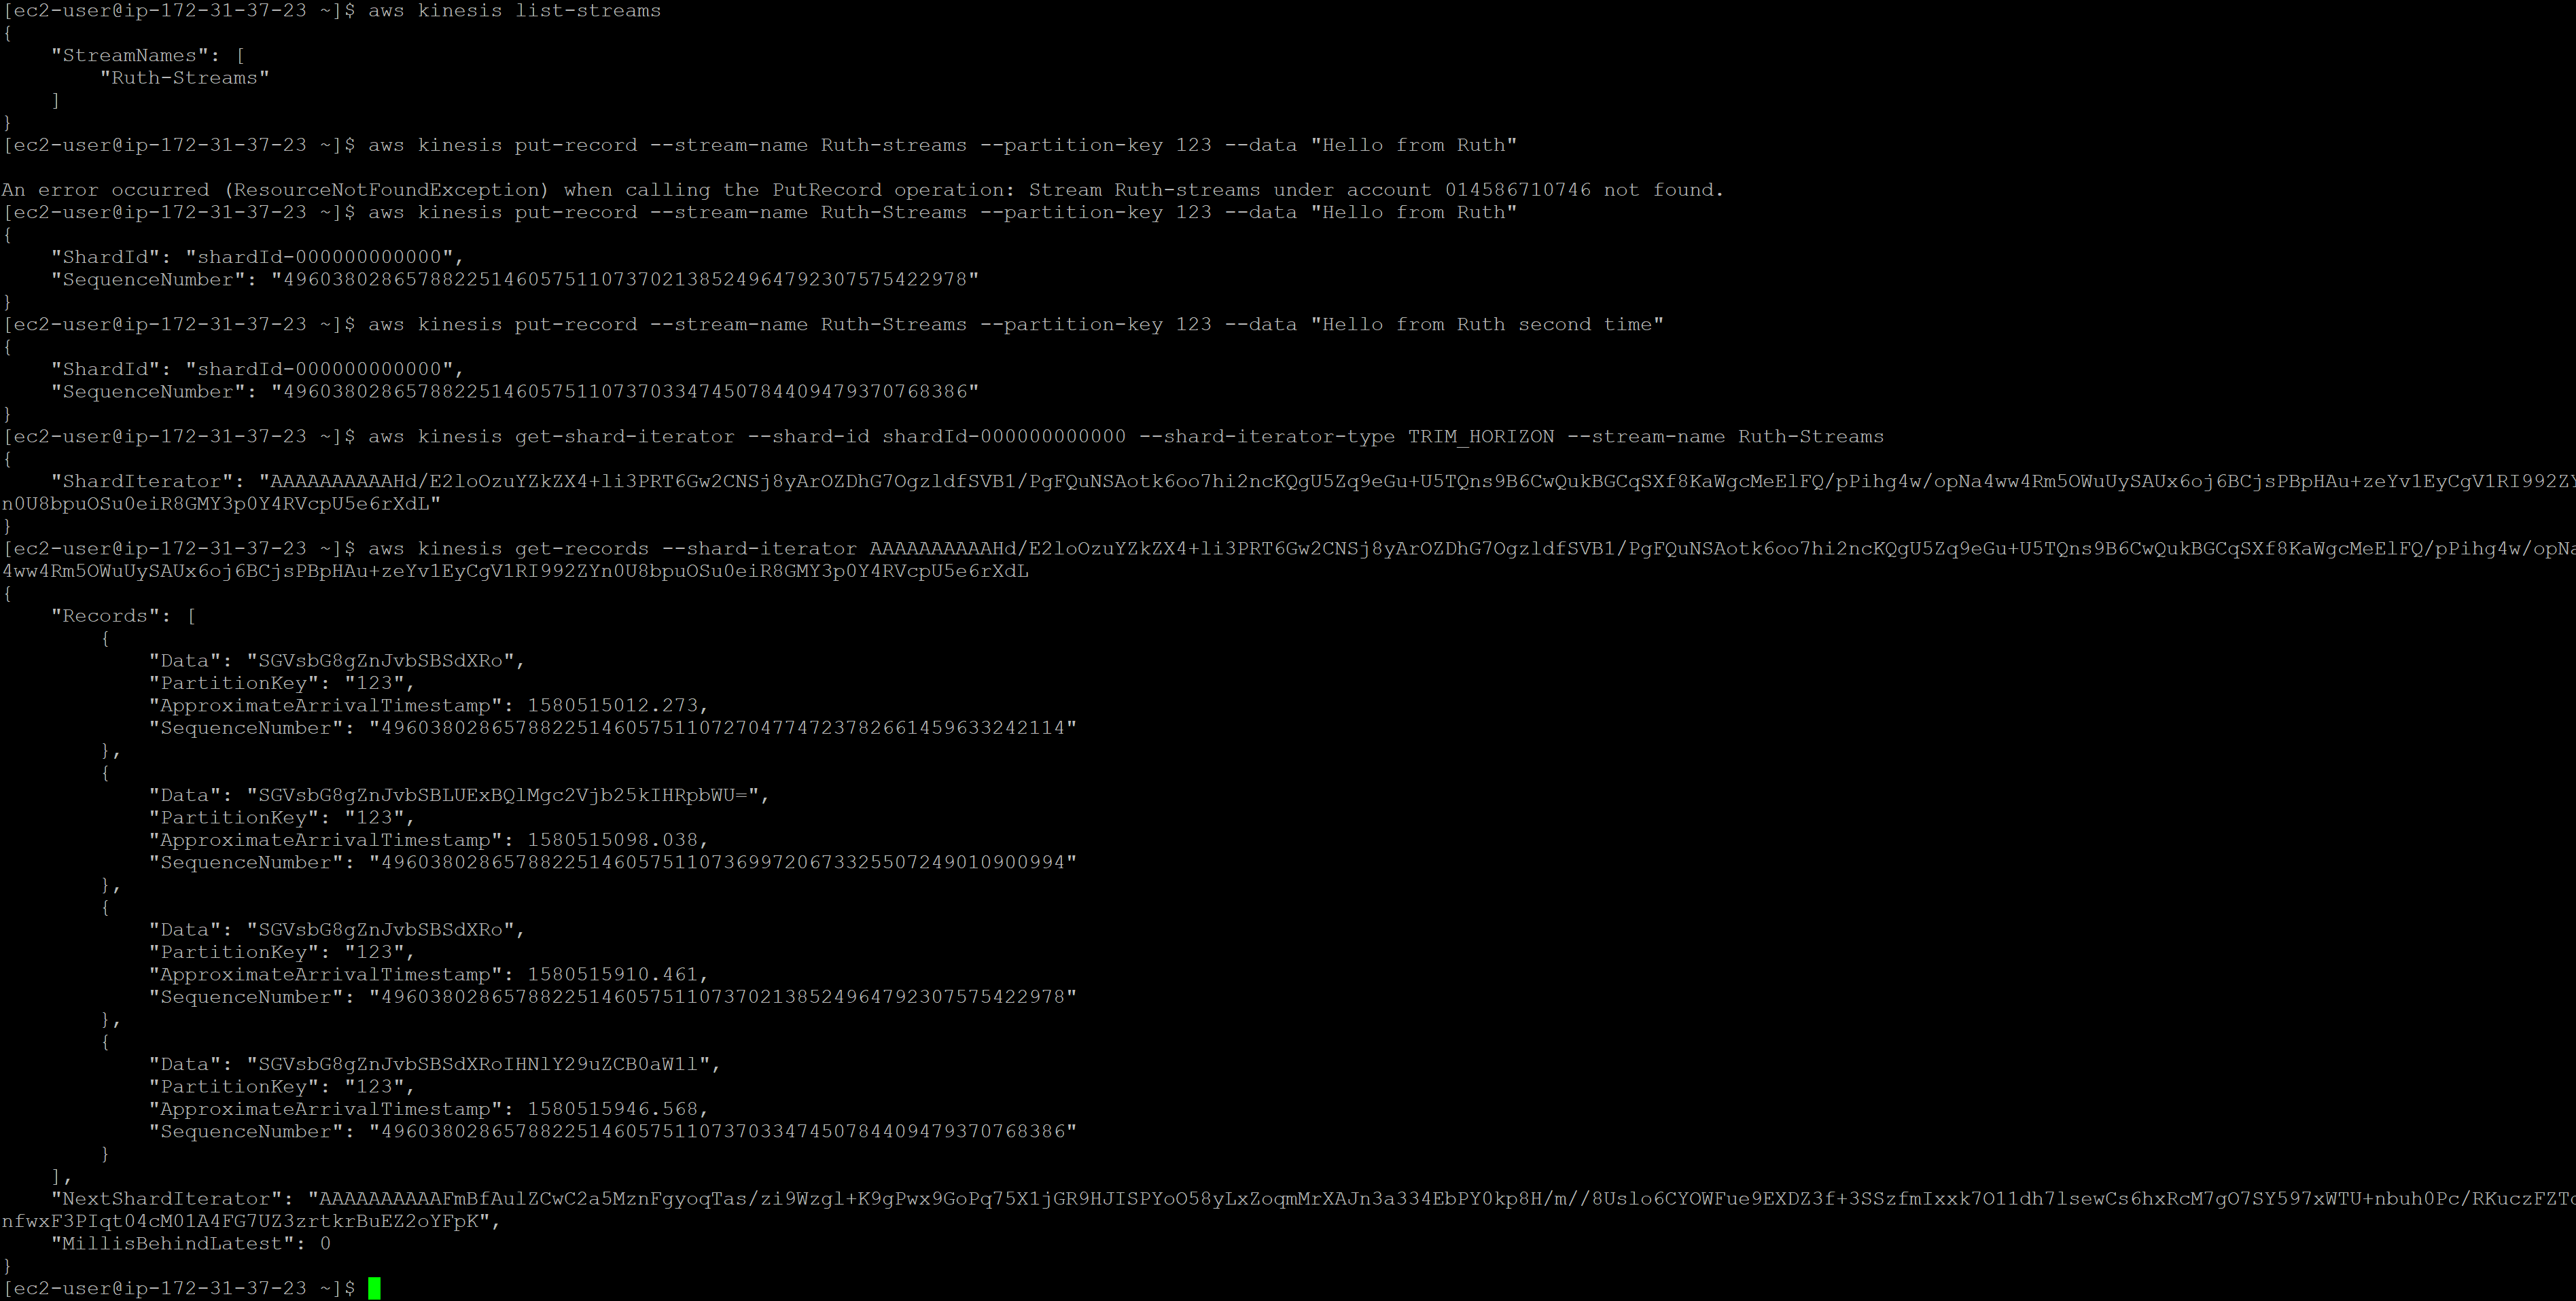 [ec2-user@ip-172-31-37-23 ~]$ aws kinesis list-streams
{
    "StreamNames": [
        "Ruth-Streams"
    ]
}
[ec2-user@ip-172-31-37-23 ~]$ aws kinesis put-record --stream-name Ruth-streams --partition-key 123 --data "Hello from Ruth"

An error occurred (ResourceNotFoundException) when calling the PutRecord operation: Stream Ruth-streams under account 014586710746 not found.
[ec2-user@ip-172-31-37-23 ~]$ aws kinesis put-record --stream-name Ruth-Streams --partition-key 123 --data "Hello from Ruth"
{
    "ShardId": "shardId-000000000000",
    "SequenceNumber": "49603802865788225146057511073702138524964792307575422978"
}
[ec2-user@ip-172-31-37-23 ~]$ aws kinesis put-record --stream-name Ruth-Streams --partition-key 123 --data "Hello from Ruth second time"
{
    "ShardId": "shardId-000000000000",
    "SequenceNumber": "49603802865788225146057511073703347450784409479370768386"
}
[ec2-user@ip-172-31-37-23 ~]$ aws kinesis get-shard-iterator --shard-id shardId-000000000000 --shard-iterator-type TRIM_HORIZON --stream-name Ruth-Streams
{
    "ShardIterator": "AAAAAAAAAAHd/E2loOzuYZkZX4+li3PRT6Gw2CNSj8yArOZDhG7OgzldfSVB1/PgFQuNSAotk6oo7hi2ncKQgU5Zq9eGu+U5TQns9B6CwQukBGCqSXf8KaWgcMeElFQ/pPihg4w/opNa4ww4Rm5OWuUySAUx6oj6BCjsPBpHAu+zeYv1EyCgV1RI992ZY
n0U8bpuOSu0eiR8GMY3p0Y4RVcpU5e6rXdL"
}
[ec2-user@ip-172-31-37-23 ~]$ aws kinesis get-records --shard-iterator AAAAAAAAAAHd/E2loOzuYZkZX4+li3PRT6Gw2CNSj8yArOZDhG7OgzldfSVB1/PgFQuNSAotk6oo7hi2ncKQgU5Zq9eGu+U5TQns9B6CwQukBGCqSXf8KaWgcMeElFQ/pPihg4w/opNa
4ww4Rm5OWuUySAUx6oj6BCjsPBpHAu+zeYv1EyCgV1RI992ZYn0U8bpuOSu0eiR8GMY3p0Y4RVcpU5e6rXdL
{
    "Records": [
        {
            "Data": "SGVsbG8gZnJvbSBSdXRo",
            "PartitionKey": "123",
            "ApproximateArrivalTimestamp": 1580515012.273,
            "SequenceNumber": "49603802865788225146057511072704774723782661459633242114"
        },
        {
            "Data": "SGVsbG8gZnJvbSBLUExBQlMgc2Vjb25kIHRpbWU=",
            "PartitionKey": "123",
            "ApproximateArrivalTimestamp": 1580515098.038,
            "SequenceNumber": "49603802865788225146057511073699720673325507249010900994"
        },
        {
            "Data": "SGVsbG8gZnJvbSBSdXRo",
            "PartitionKey": "123",
            "ApproximateArrivalTimestamp": 1580515910.461,
            "SequenceNumber": "49603802865788225146057511073702138524964792307575422978"
        },
        {
            "Data": "SGVsbG8gZnJvbSBSdXRoIHNlY29uZCB0aW1l",
            "PartitionKey": "123",
            "ApproximateArrivalTimestamp": 1580515946.568,
            "SequenceNumber": "49603802865788225146057511073703347450784409479370768386"
        }
    ],
    "NextShardIterator": "AAAAAAAAAAFmBfAulZCwC2a5MznFgyoqTas/zi9Wzgl+K9gPwx9GoPq75X1jGR9HJISPYoO58yLxZoqmMrXAJn3a334EbPY0kp8H/m//8Uslo6CYOWFue9EXDZ3f+3SSzfmIxxk7O11dh7lsewCs6hxRcM7gO7SY597xWTU+nbuh0Pc/RKuczFZTc
nfwxF3PIqt04cM01A4FG7UZ3zrtkrBuEZ2oYFpK",
    "MillisBehindLatest": 0
}
[ec2-user@ip-172-31-37-23 ~]$